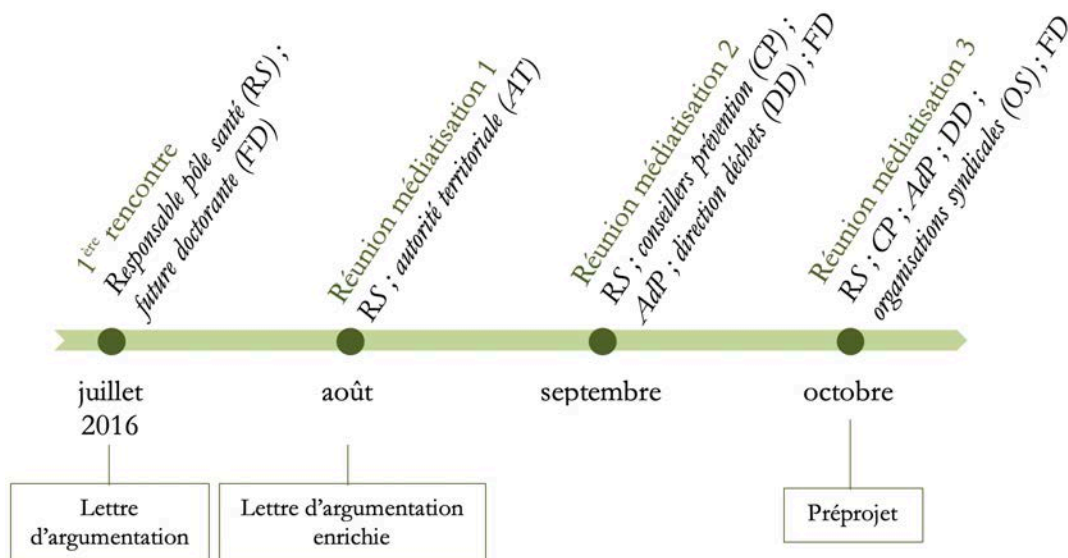 1ère rencontre
Responsable pôle santé (RS) ;
future doctorante (FD)
Réunion médiatisation 1
RS ; autorité territoriale (AT)
Réunion médiatisation 2
RS ; conseillers prévention (CP) ;
AdP ; direction déchets (DD) ; FD
Réunion médiatisation 3
RS ; CP ; AdP ; DD ;
organisations syndicales (OS) ; FD
juillet
2016
août
septembre
octobre
Lettre
d’argumentation
Lettre d’argumentation
enrichie
Préprojet